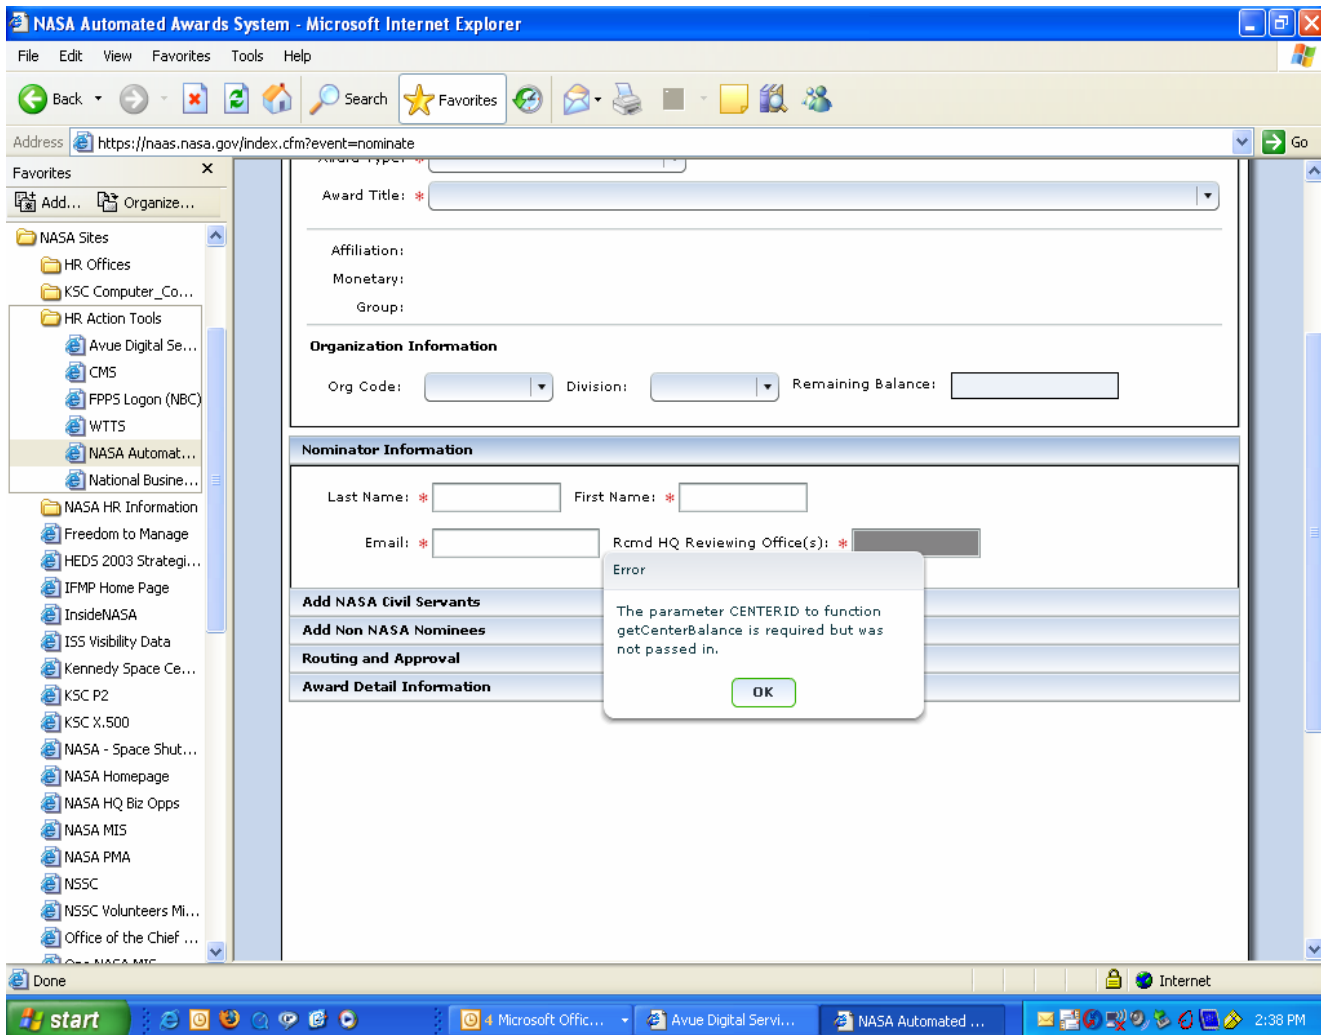 NASA Automated Awards System - Microsoft Internet Explorer
File Edit View Favorites Tools Help
Back Search Favorites
Address https://naas.nasa.gov/index.cfm?event=nominate Go
Favorites x
Add... Organize...
NASA Sites
HR Offices
KSC Computer_Co...
HR Action Tools
Avue Digital Se...
CMS
FPPS Logon (NBC)
WTTS
NASA Automat...
National Busine...
NASA HR Information
Freedom to Manage
HEDS 2003 Strategi...
IFMP Home Page
InsideNASA
ISS Visibility Data
Kennedy Space Ce...
KSC P2
KSC X.500
NASA - Space Shut...
NASA Homepage
NASA HQ Biz Opps
NASA MIS
NASA PMA
NSSC
NSSC Volunteers Mi...
Office of the Chief ...
One NASA MIS
Award Type: *
Award Title: *
Affiliation:
Monetary:
Group:
Organization Information
Org Code: Division: Remaining Balance:
Nominator Information
Last Name: * First Name: *
Email: * Rcmd HQ Reviewing Office(s): *
Add NASA Civil Servants
Add Non NASA Nominees
Routing and Approval
Award Detail Information
Error
The parameter CENTERID to function
getCenterBalance is required but was
not passed in.
OK
Done Internet
start 4 Microsoft Offic... Avue Digital Servi... NASA Automated ... 2:38 PM